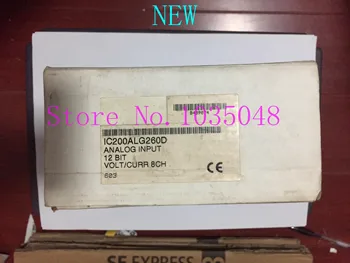 NEW
Store No.:1035048
IC200ALG260D
ANALOG INPUT
12 BIT
VOLT/CURR 8CH
CE
SF EXPRESS